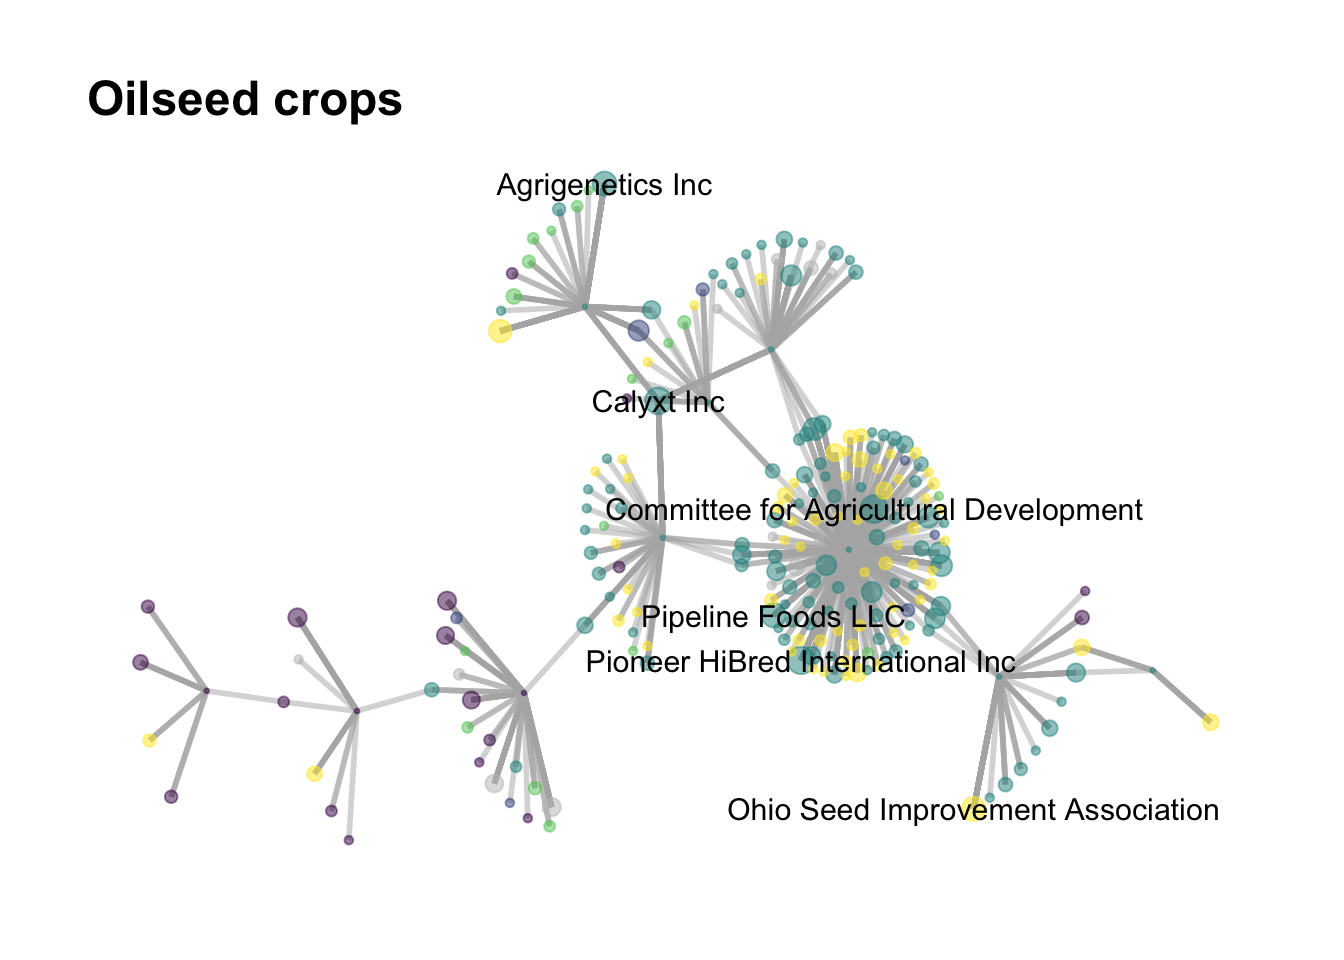 Oilseed crops
Agrigenetics Inc
Calyxt Inc
Committee for Agricultural Development
Pipeline Foods LLC
Pioneer HiBred International Inc
Ohio Seed Improvement Association